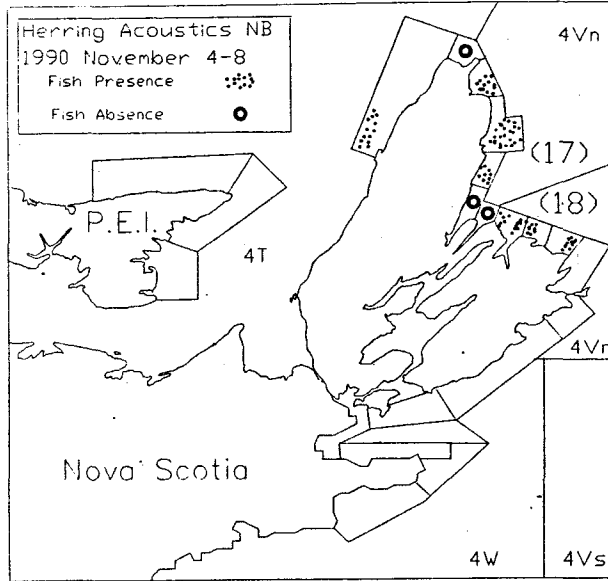 Herring Acoustics NB
1990 November 4-8
Fish Presence
Fish Absence
4Vn
(17)
(18)
P.E.I.
4T
4Vn
Nova Scotia
4W
4Vs